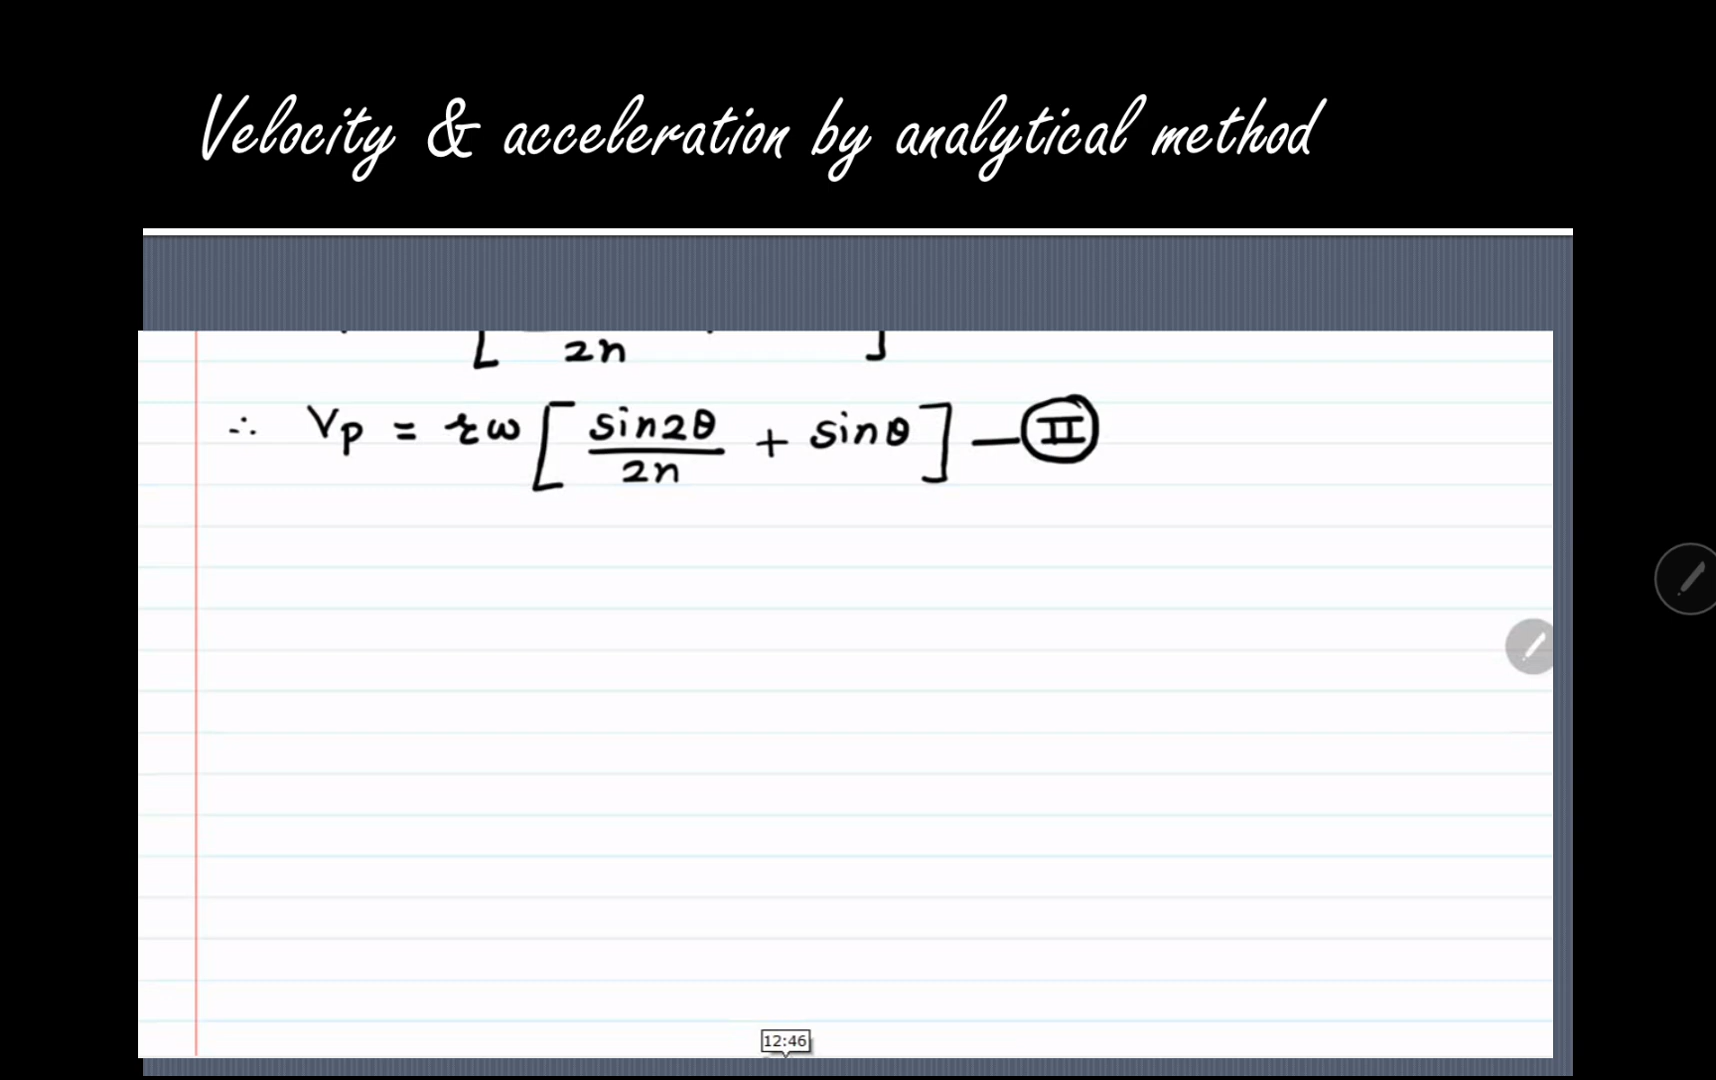 Velocity & acceleration by analytical method
[ 2n ]
∴ Vp = rω [ sin2θ / 2n + sinθ ] — II
12:46